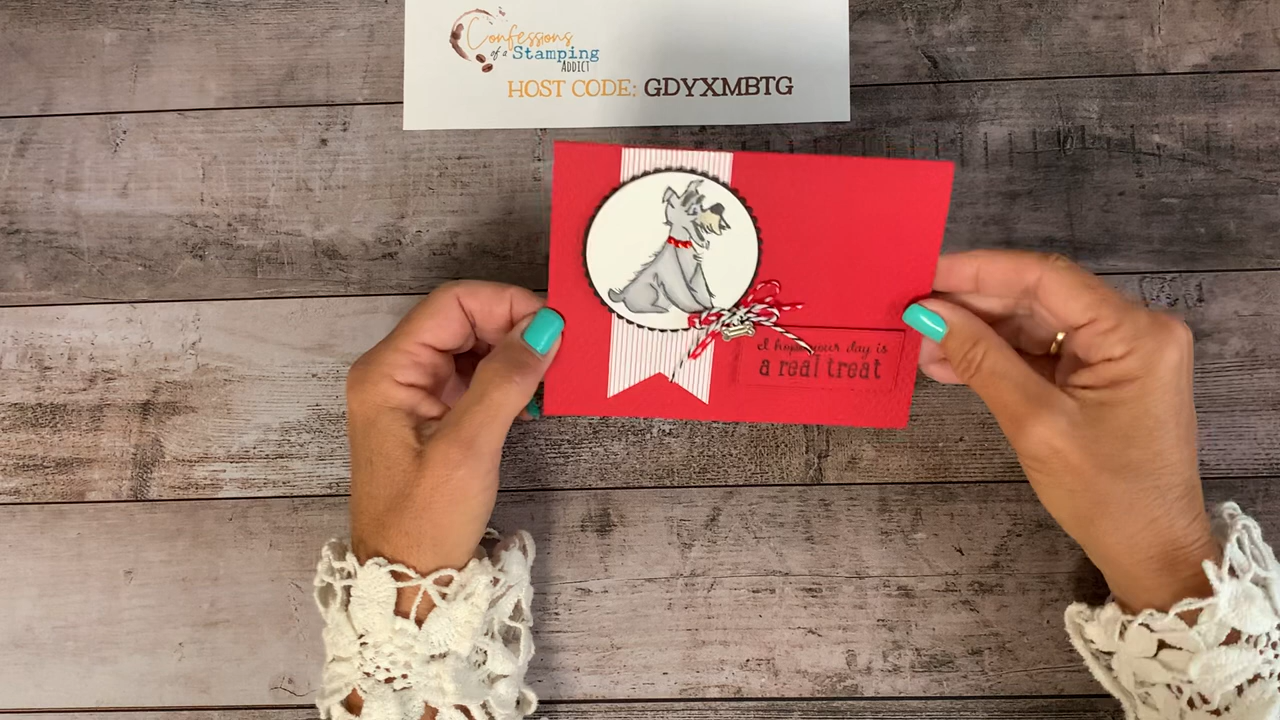 Confessions
of a Stamping
ADDICT
HOST CODE: GDYXMBTG
I hope your day is
a real treat